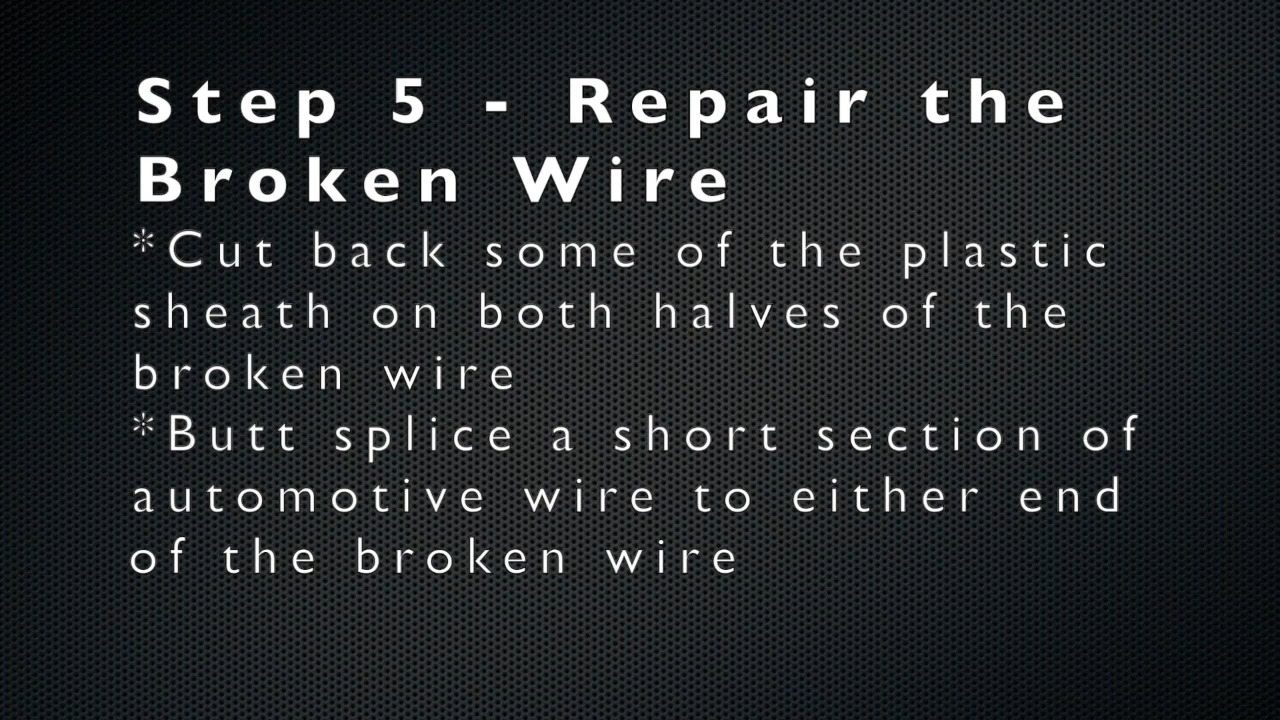 Step 5 - Repair the
Broken Wire
*Cut back some of the plastic
sheath on both halves of the
broken wire
*Butt splice a short section of
automotive wire to either end
of the broken wire